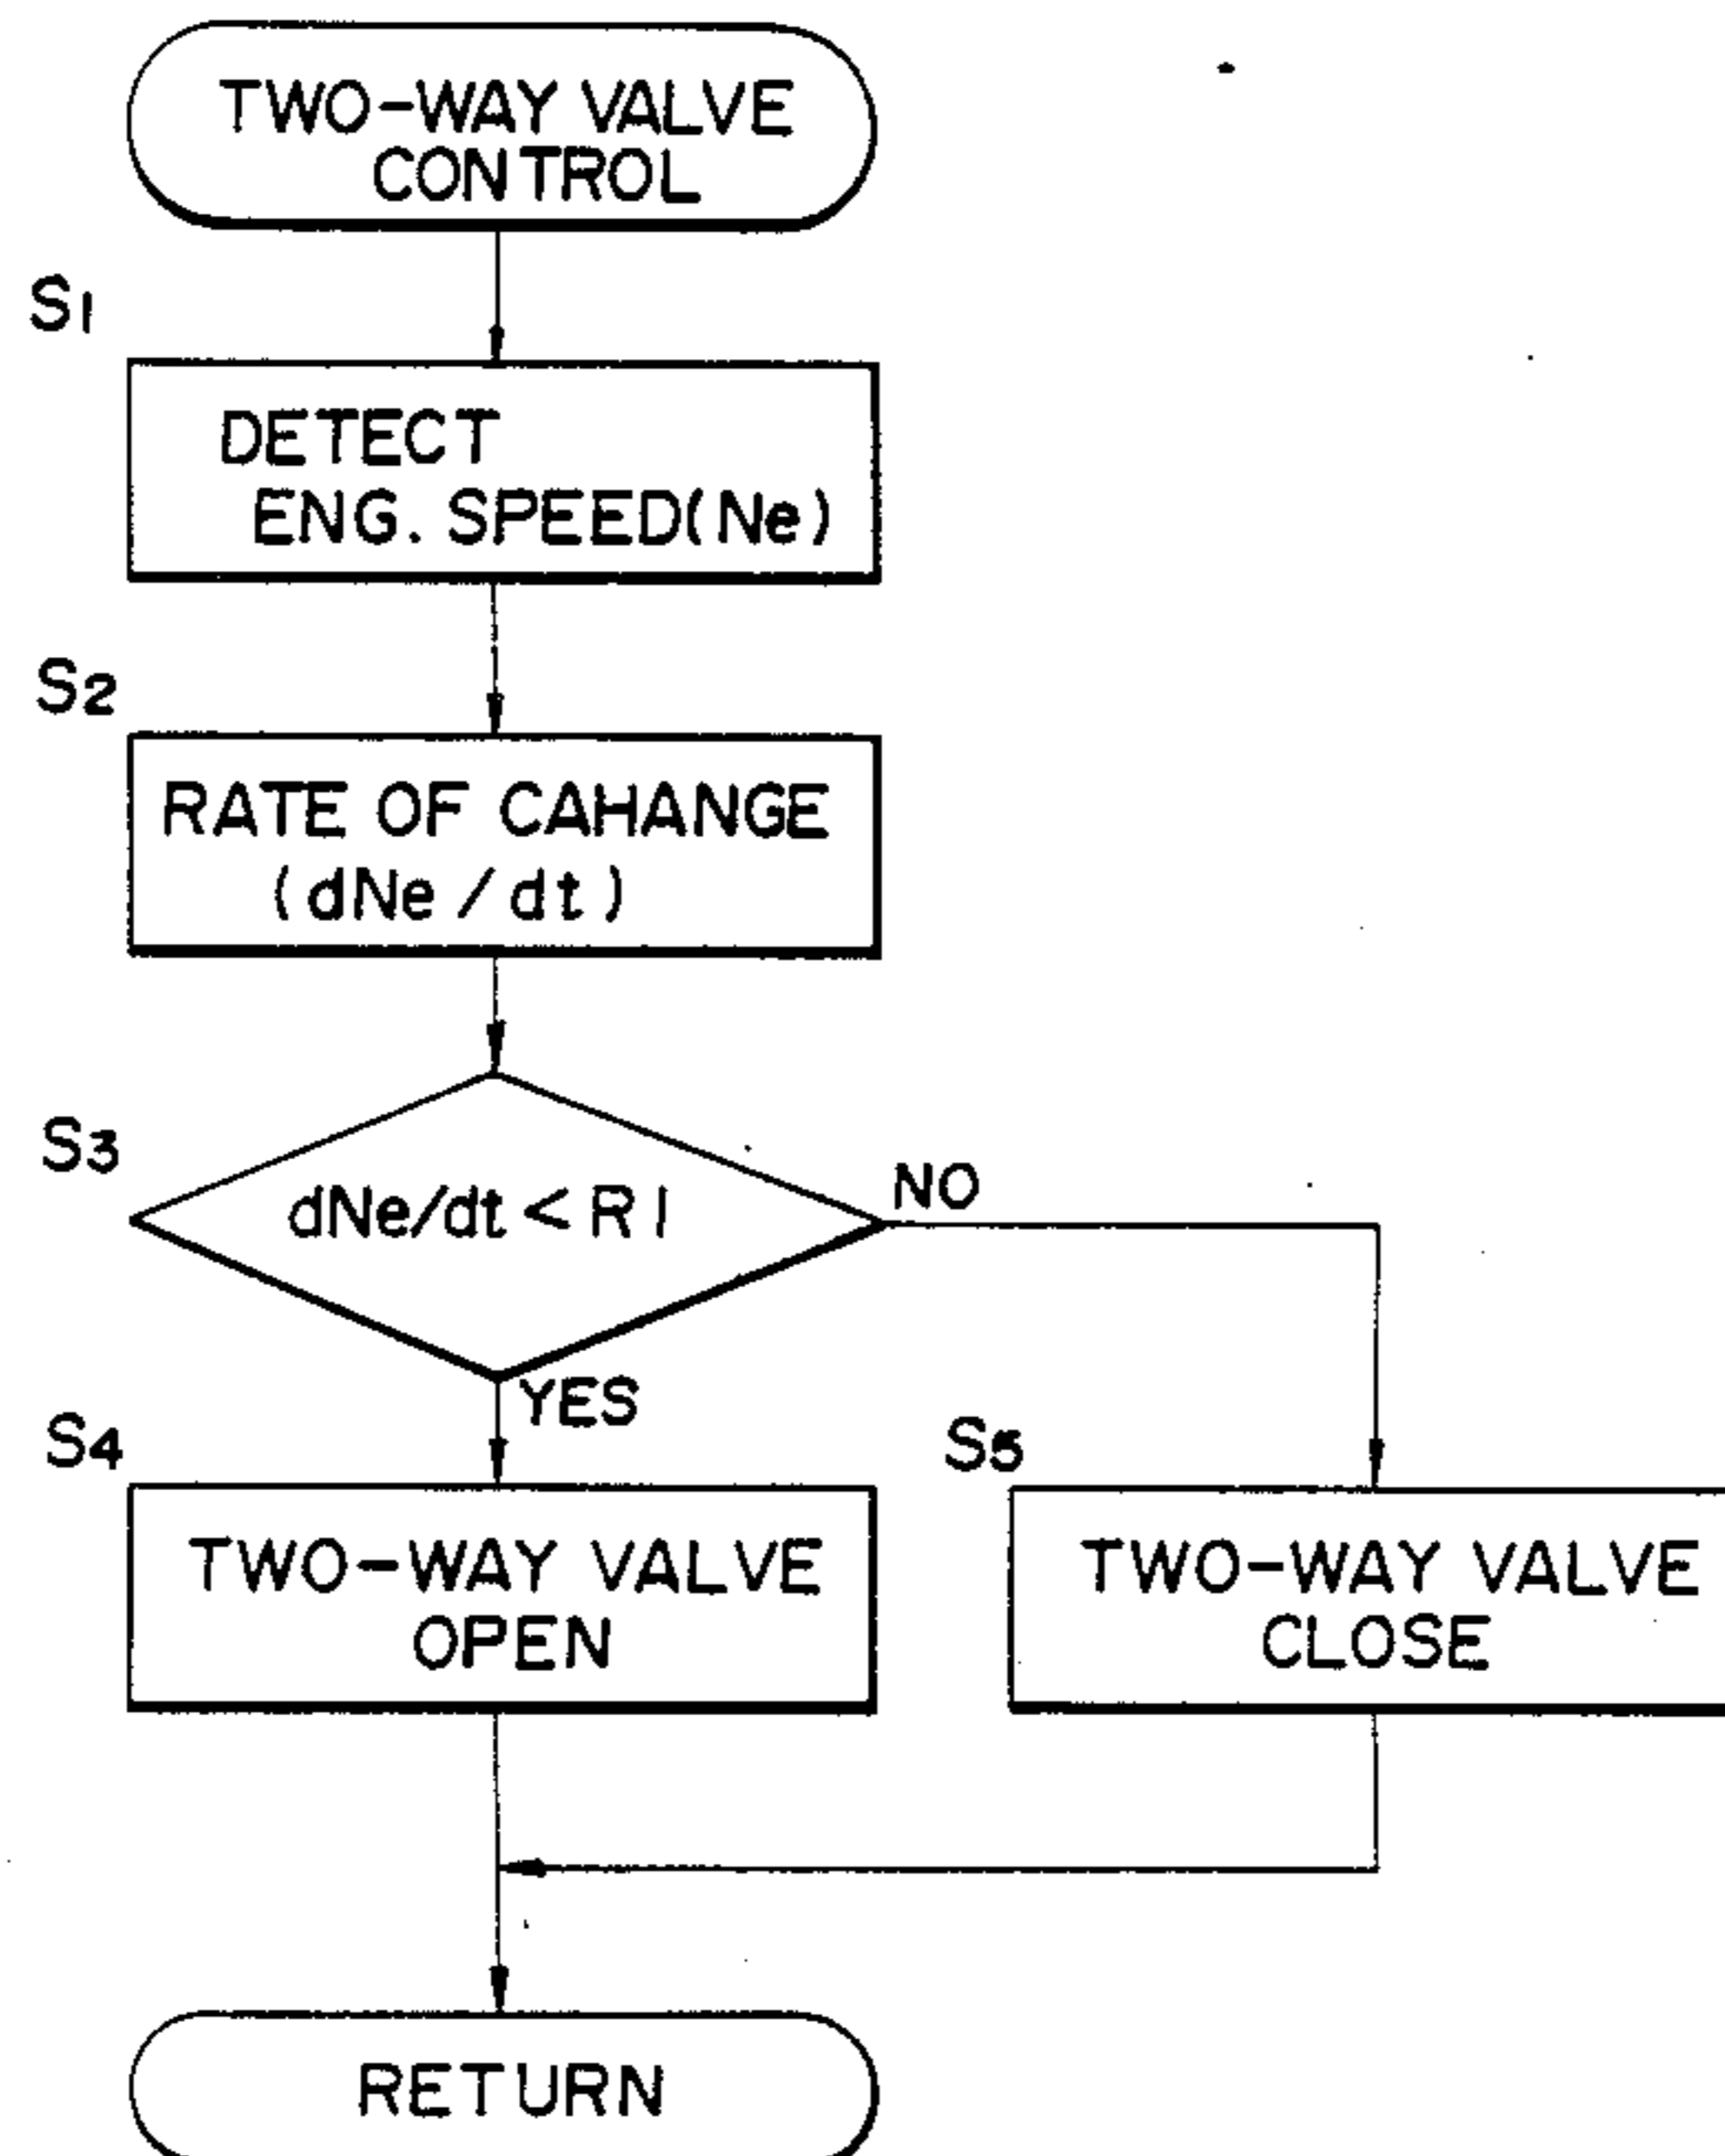 TWO-WAY VALVE
CONTROL
S1
DETECT
ENG. SPEED(Ne)
S2
RATE OF CAHANGE
(dNe/dt)
S3
dNe/dt < R1
NO
YES
S4
S5
TWO-WAY VALVE
OPEN
TWO-WAY VALVE
CLOSE
RETURN